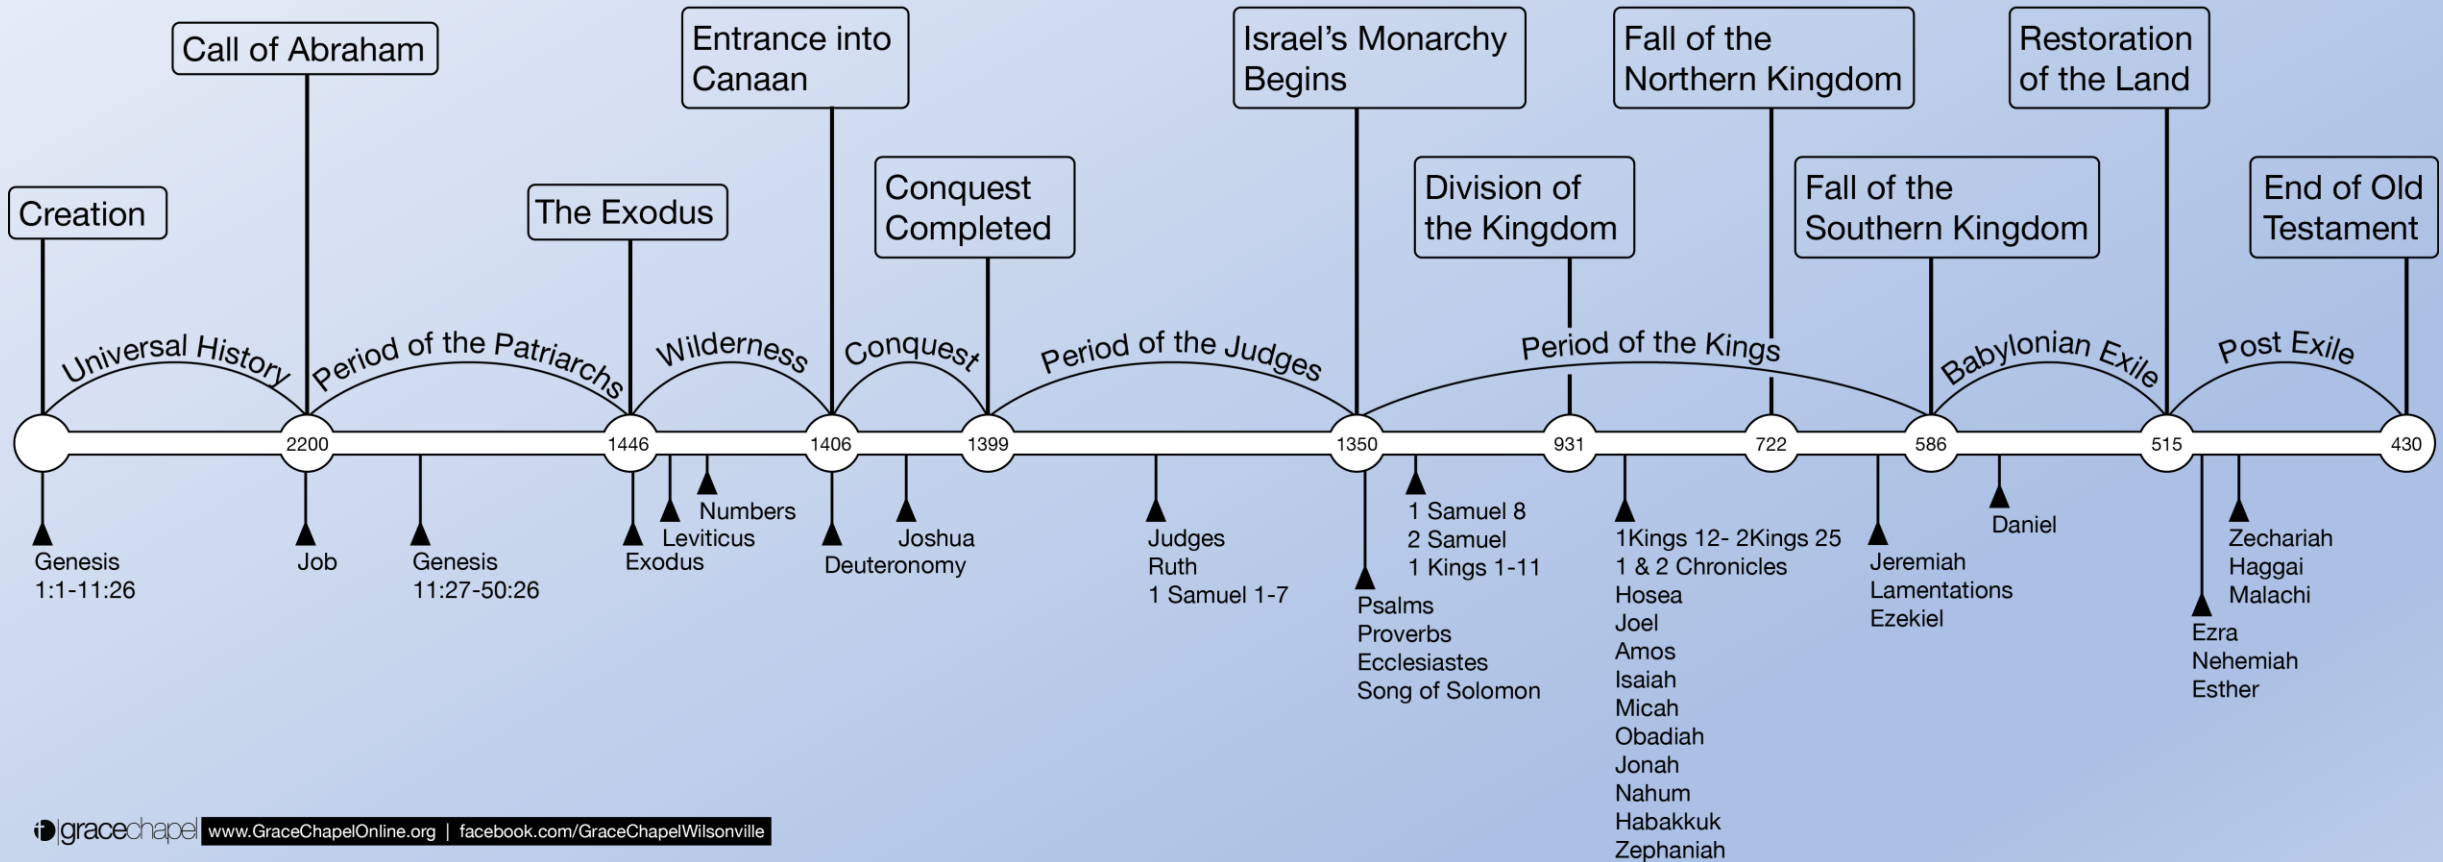 Creation
Call of Abraham
The Exodus
Entrance into
Canaan
Conquest
Completed
Israel's Monarchy
Begins
Division of
the Kingdom
Fall of the
Northern Kingdom
Fall of the
Southern Kingdom
Restoration
of the Land
End of Old
Testament
Universal History
Period of the Patriarchs
Wilderness
Conquest
Period of the Judges
Period of the Kings
Babylonian Exile
Post Exile
2200
1446
1406
1399
1350
931
722
586
515
430
Genesis
1:1-11:26
Job
Genesis
11:27-50:26
Exodus
Leviticus
Numbers
Deuteronomy
Joshua
Judges
Ruth
1 Samuel 1-7
Psalms
Proverbs
Ecclesiastes
Song of Solomon
1 Samuel 8
2 Samuel
1 Kings 1-11
1Kings 12- 2Kings 25
1 & 2 Chronicles
Hosea
Joel
Amos
Isaiah
Micah
Obadiah
Jonah
Nahum
Habakkuk
Zephaniah
Jeremiah
Lamentations
Ezekiel
Daniel
Ezra
Nehemiah
Esther
Zechariah
Haggai
Malachi
gracechapel
www.GraceChapelOnline.org | facebook.com/GraceChapelWilsonville